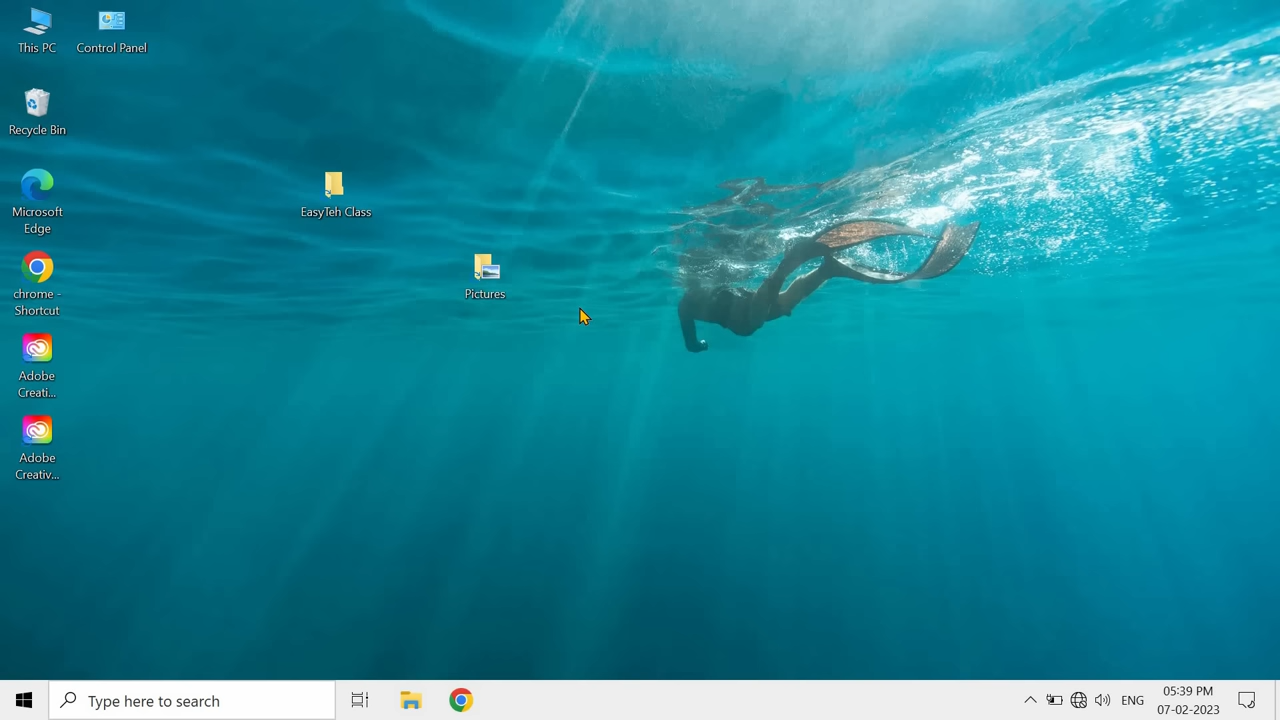 This PC
Control Panel
Recycle Bin
Microsoft
Edge
EasyTeh Class
chrome -
Shortcut
Pictures
Adobe
Creati...
Adobe
Creativ...
Type here to search
ENG
05:39 PM
07-02-2023